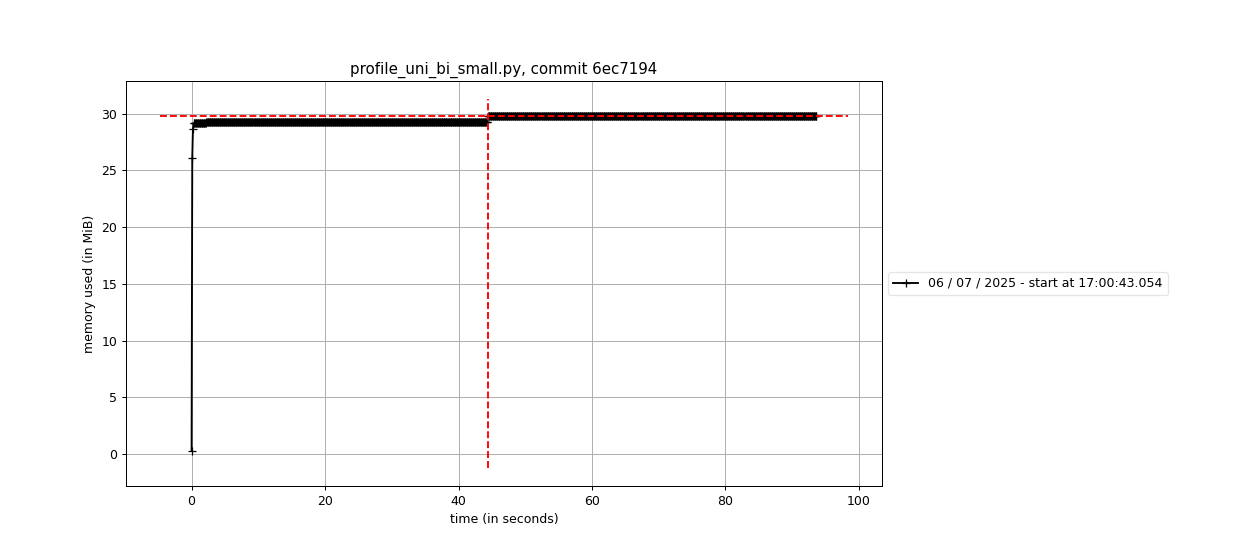 profile_uni_bi_small.py, commit 6ec7194
30
25
20
15
10
5
0
memory used (in MiB)
0 20 40 60 80 100
time (in seconds)
06 / 07 / 2025 - start at 17:00:43.054